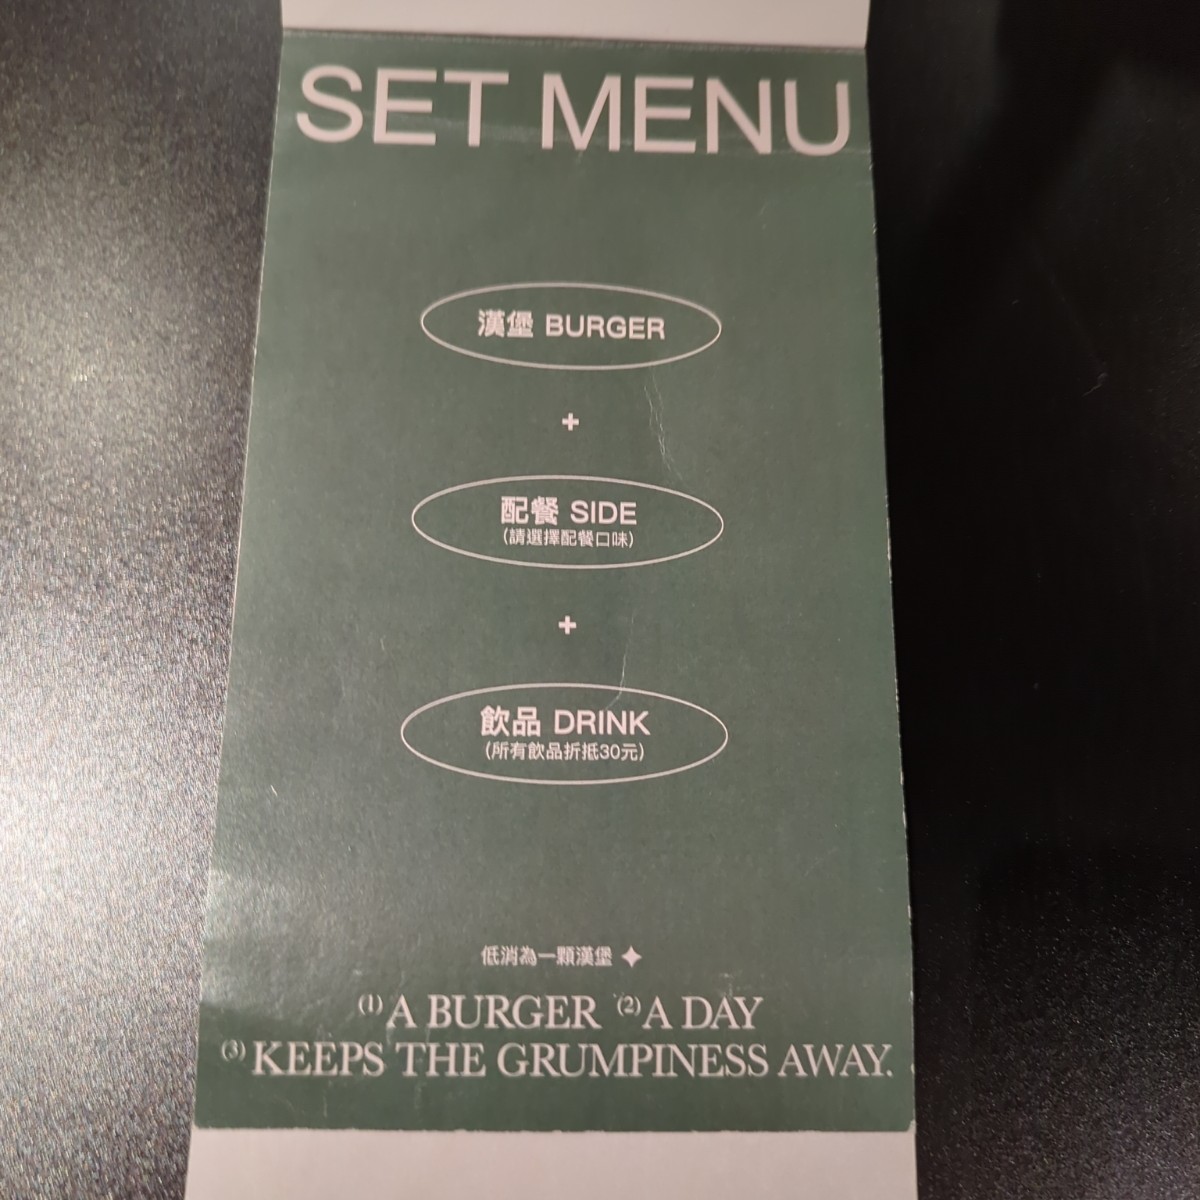 SET MENU
漢堡 BURGER
+
配餐 SIDE
(請選擇配餐口味)
+
飲品 DRINK
(所有飲品折抵30元)
低消為一顆漢堡 ✦
(1) A BURGER (2) A DAY
(3) KEEPS THE GRUMPINESS AWAY.